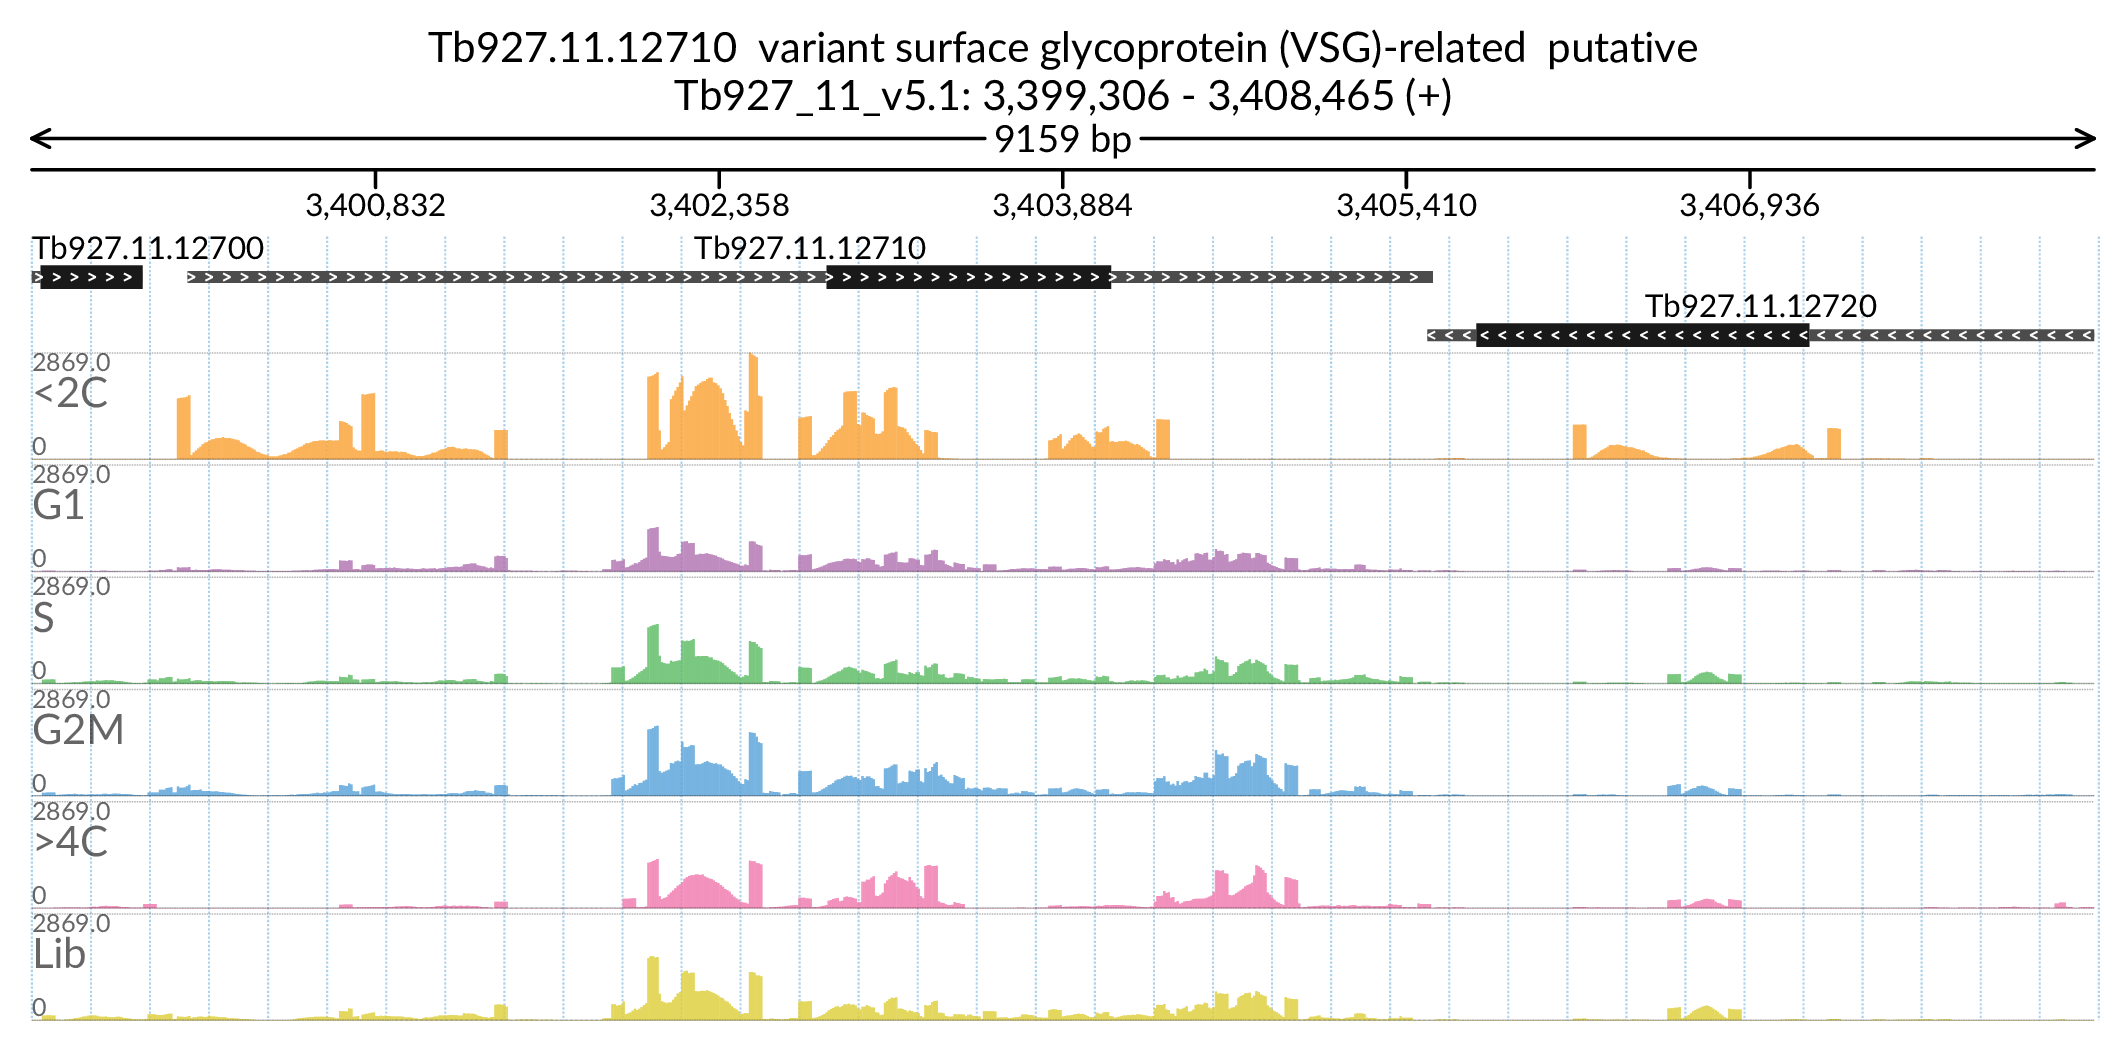 Tb927.11.12710  variant surface glycoprotein (VSG)-related  putative
Tb927_11_v5.1: 3,399,306 - 3,408,465 (+)
9159 bp
3,400,832 3,402,358 3,403,884 3,405,410 3,406,936
Tb927.11.12700 Tb927.11.12710
Tb927.11.12720
2869.0
<2C
0
2869.0
G1
0
2869.0
S
0
2869.0
G2M
0
2869.0
>4C
0
2869.0
Lib
0